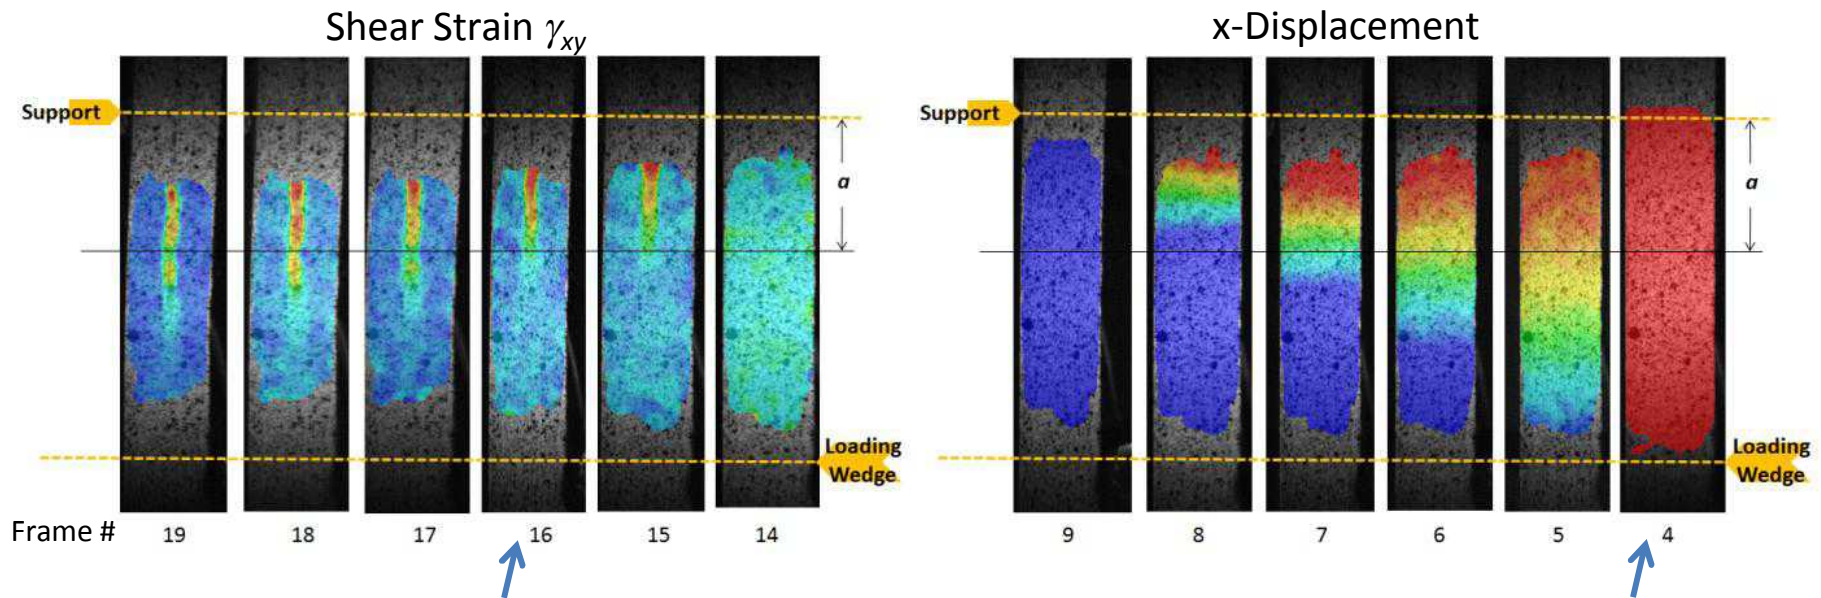 Shear Strain γxy
x-Displacement
Support
Support
a
a
Loading
Wedge
Loading
Wedge
Frame #
19
18
17
16
15
14
9
8
7
6
5
4